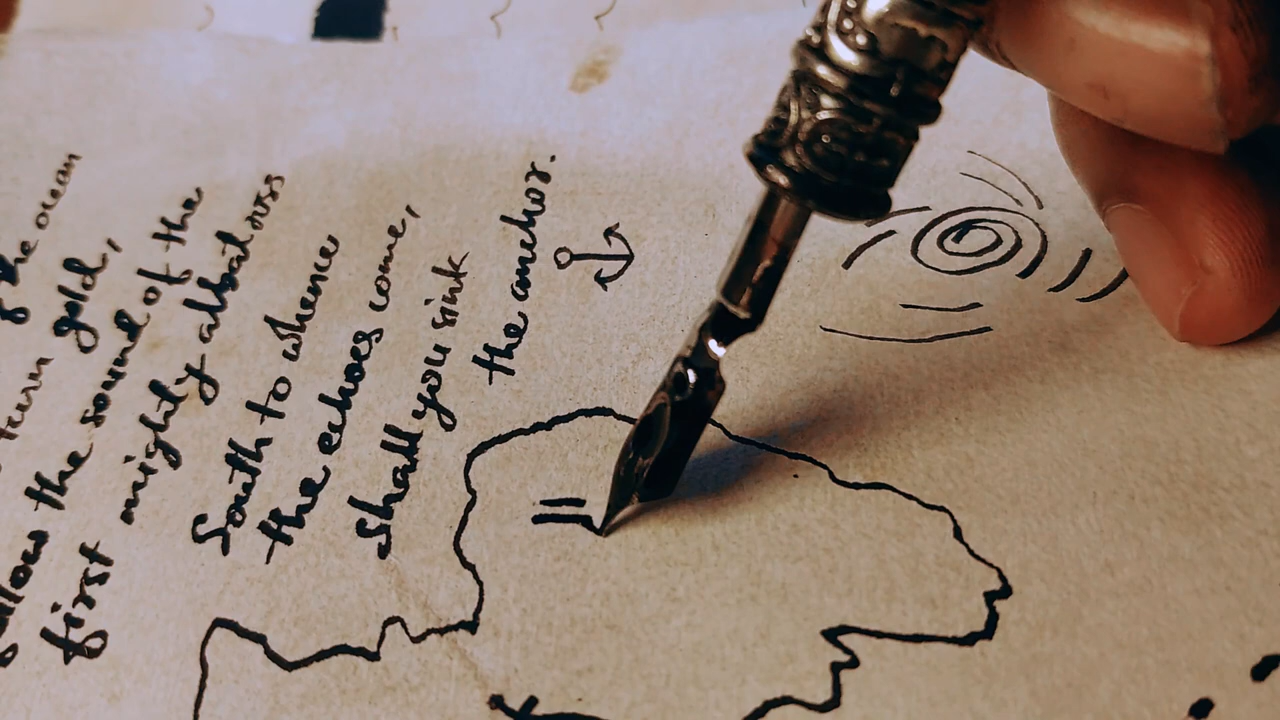 the ocean
turn gold,
follow the sound of the
first mighty albatross
South to whence
the echoes come,
shall you sink
the anchor.